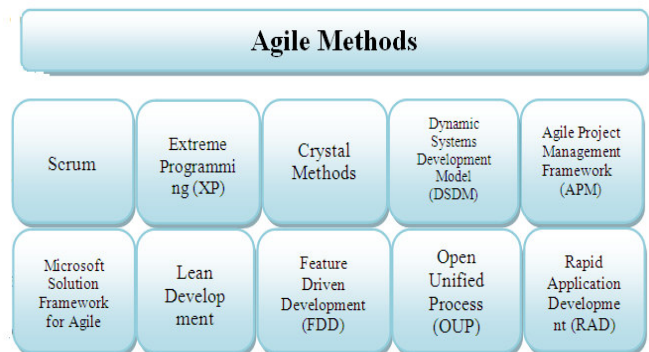 Agile Methods
Scrum
Extreme
Programmi
ng (XP)
Crystal
Methods
Dynamic
Systems
Development
Model
(DSDM)
Agile Project
Management
Framework
(APM)
Microsoft
Solution
Framework
for Agile
Lean
Develop
ment
Feature
Driven
Development
(FDD)
Open
Unified
Process
(OUP)
Rapid
Application
Developme
nt (RAD)